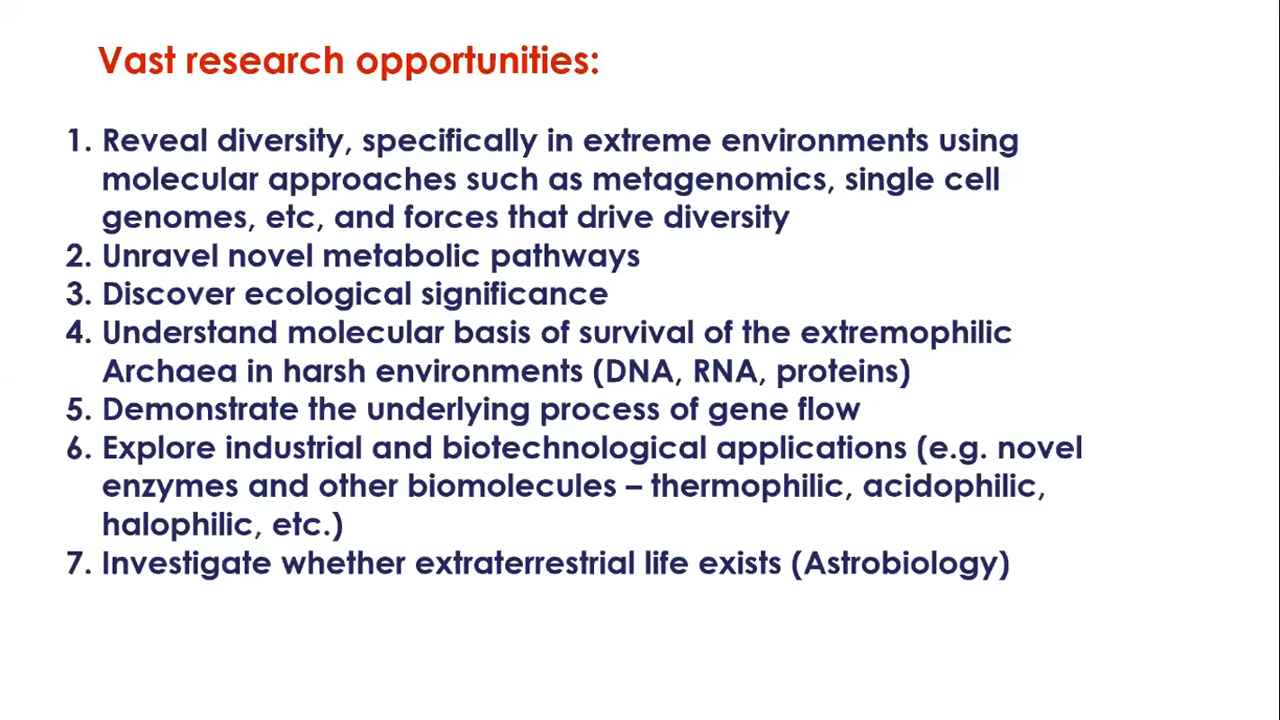 Vast research opportunities:
1. Reveal diversity, specifically in extreme environments using
molecular approaches such as metagenomics, single cell
genomes, etc, and forces that drive diversity
2. Unravel novel metabolic pathways
3. Discover ecological significance
4. Understand molecular basis of survival of the extremophilic
Archaea in harsh environments (DNA, RNA, proteins)
5. Demonstrate the underlying process of gene flow
6. Explore industrial and biotechnological applications (e.g. novel
enzymes and other biomolecules – thermophilic, acidophilic,
halophilic, etc.)
7. Investigate whether extraterrestrial life exists (Astrobiology)